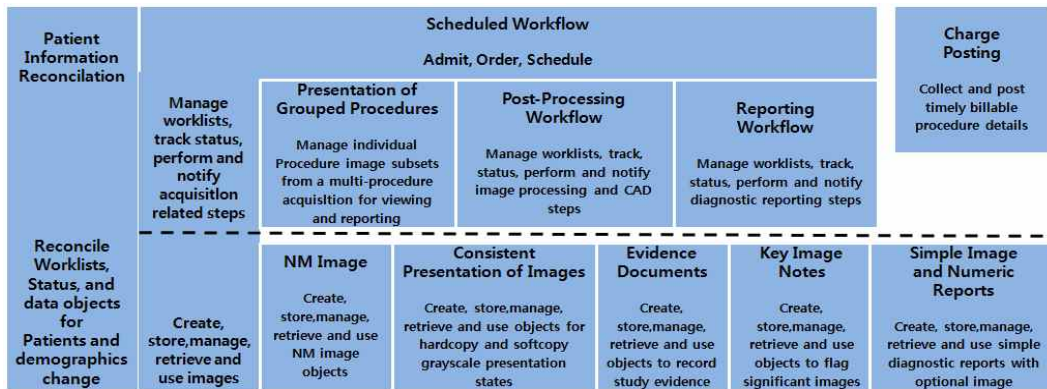 Patient
Information
Reconcilation
Reconcile
Worklists,
Status, and
data objects
for
Patients and
demographics
change
Scheduled Workflow
Admit, Order, Schedule
Manage
worklists,
track status,
perform and
notify
acquisitlon
related steps
Create,
store,manage,
retrieve and
use images
Presentation of
Grouped Procedures
Manage individual
Procedure image subsets
from a multi-procedure
acqusiltion for viewing
and reporting
Post-Processing
Workflow
Manage worklists, track,
status, perform and notify
image processing and CAD
steps
Reporting
Workflow
Manage worklists, track,
status, perform and notify
diagnostic reporting steps
Charge
Posting
Collect and post
timely billable
procedure details
NM Image
Create,
store,manage,
retrieve and use
NM image
objects
Consistent
Presentation of Images
Create, store,manage,
retrieve and use objects for
hardcopy and softcopy
grayscale presentation
states
Evidence
Documents
Create,
store,manage,
retrieve and use
objects to record
study evidence
Key Image
Notes
Create,
store,manage,
retrieve and use
objects to flag
significant images
Simple Image
and Numeric
Reports
Create, store,manage,
retrieve and use simple
diagnostic reports with
optional image